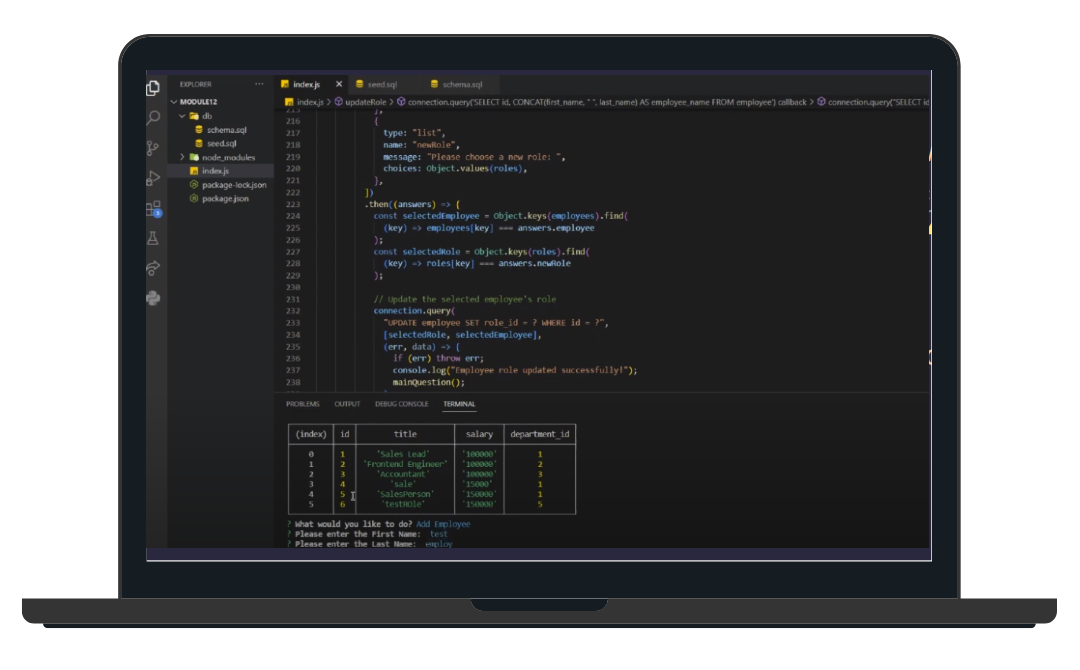 EXPLORER ...
MODULE12
db
schema.sql
seed.sql
node_modules
index.js
package-lock.json
package.json
index.js seed.sql schema.sql
index.js > updateRole > connection.query('SELECT id, CONCAT(first_name, " ", last_name) AS employee_name FROM employee') callback > connection.query("SELECT id
215 },
216 {
217 type: "list",
218 name: "newRole",
219 message: "Please choose a new role: ",
220 choices: Object.values(roles),
221 },
222 ])
223 .then((answers) => {
224 const selectedEmployee = Object.keys(employees).find(
225 (key) => employees[key] === answers.employee
226 );
227 const selectedRole = Object.keys(roles).find(
228 (key) => roles[key] === answers.newRole
229 );
230
231 // Update the selected employee's role
232 connection.query(
233 "UPDATE employee SET role_id = ? WHERE id = ?",
234 [selectedRole, selectedEmployee],
235 (err, data) => {
236 if (err) throw err;
237 console.log("Employee role updated successfully!");
238 mainQuestion();
PROBLEMS OUTPUT DEBUG CONSOLE TERMINAL
(index) id title salary department_id
0 1 'Sales Lead' '100000' 1
1 2 'Frontend Engineer' '100000' 2
2 3 'Accountant' '100000' 3
3 4 'sale' '15000' 1
4 5 'SalesPerson' '150000' 1
5 6 'testROle' '150000' 5
? What would you like to do? Add Employee
? Please enter the First Name: test
? Please enter the Last Name: employ